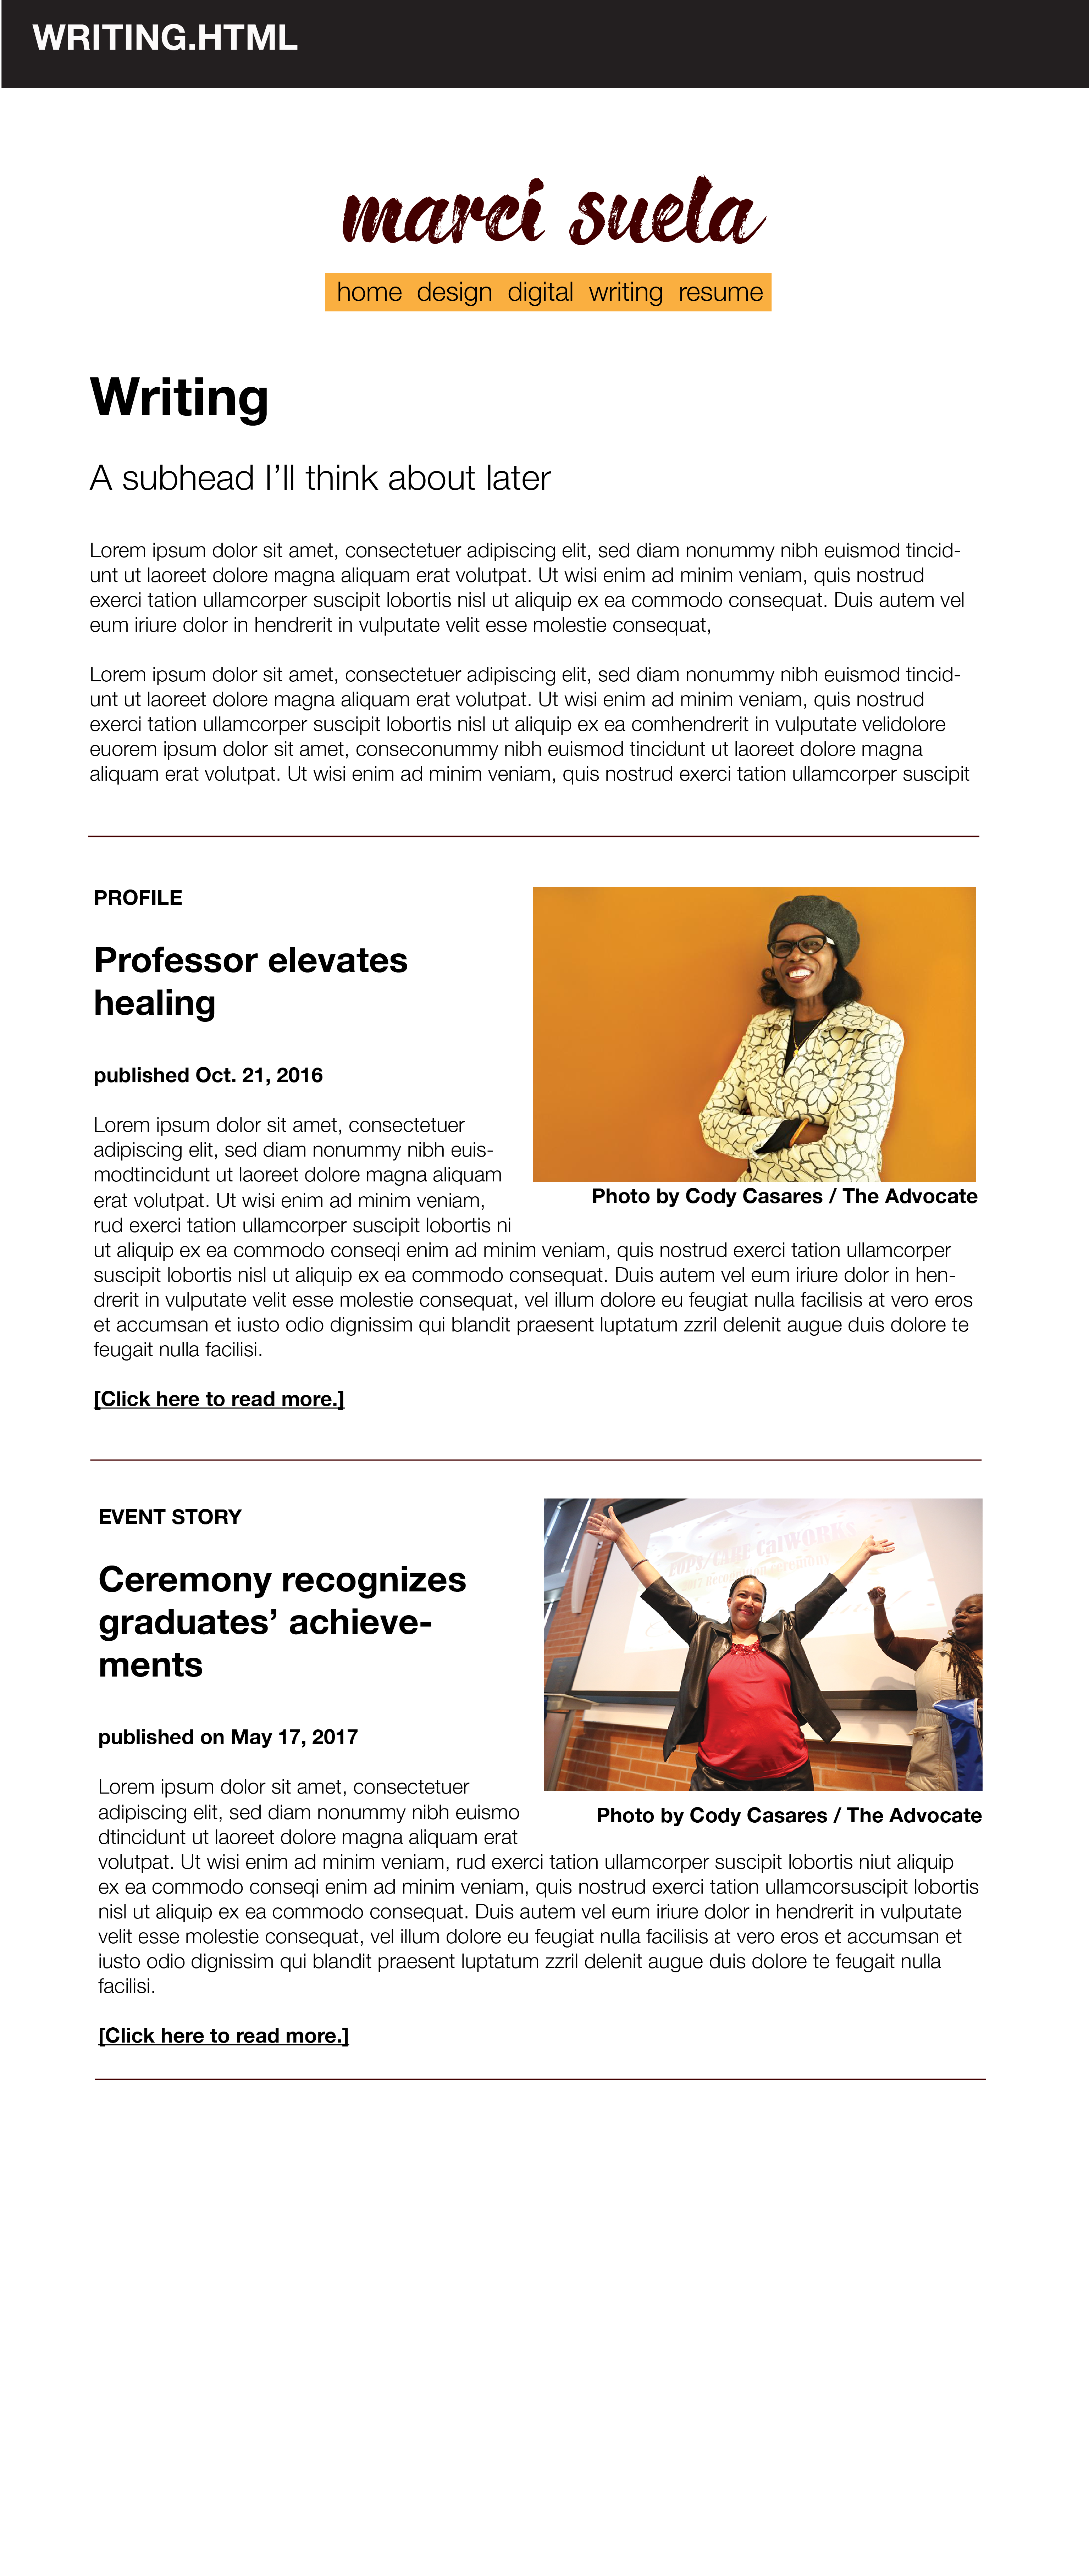 WRITING.HTML
marci suela
home design digital writing resume
Writing
A subhead I’ll think about later
Lorem ipsum dolor sit amet, consectetuer adipiscing elit, sed diam nonummy nibh euismod tincid-
unt ut laoreet dolore magna aliquam erat volutpat. Ut wisi enim ad minim veniam, quis nostrud
exerci tation ullamcorper suscipit lobortis nisl ut aliquip ex ea commodo consequat. Duis autem vel
eum iriure dolor in hendrerit in vulputate velit esse molestie consequat,
Lorem ipsum dolor sit amet, consectetuer adipiscing elit, sed diam nonummy nibh euismod tincid-
unt ut laoreet dolore magna aliquam erat volutpat. Ut wisi enim ad minim veniam, quis nostrud
exerci tation ullamcorper suscipit lobortis nisl ut aliquip ex ea comhendrerit in vulputate velidolore
euorem ipsum dolor sit amet, conseconummy nibh euismod tincidunt ut laoreet dolore magna
aliquam erat volutpat. Ut wisi enim ad minim veniam, quis nostrud exerci tation ullamcorper suscipit
PROFILE
Professor elevates
healing
published Oct. 21, 2016
Lorem ipsum dolor sit amet, consectetuer
adipiscing elit, sed diam nonummy nibh euis-
modtincidunt ut laoreet dolore magna aliquam
erat volutpat. Ut wisi enim ad minim veniam,
rud exerci tation ullamcorper suscipit lobortis ni
Photo by Cody Casares / The Advocate
ut aliquip ex ea commodo conseqi enim ad minim veniam, quis nostrud exerci tation ullamcorper
suscipit lobortis nisl ut aliquip ex ea commodo consequat. Duis autem vel eum iriure dolor in hen-
drerit in vulputate velit esse molestie consequat, vel illum dolore eu feugiat nulla facilisis at vero eros
et accumsan et iusto odio dignissim qui blandit praesent luptatum zzril delenit augue duis dolore te
feugait nulla facilisi.
[Click here to read more.]
EVENT STORY
Ceremony recognizes
graduates’ achieve-
ments
published on May 17, 2017
EOPS/CARE CalWORKs
2017 Recognition Ceremony
Lorem ipsum dolor sit amet, consectetuer
adipiscing elit, sed diam nonummy nibh euismo
dtincidunt ut laoreet dolore magna aliquam erat
Photo by Cody Casares / The Advocate
volutpat. Ut wisi enim ad minim veniam, rud exerci tation ullamcorper suscipit lobortis niut aliquip
ex ea commodo conseqi enim ad minim veniam, quis nostrud exerci tation ullamcorsuscipit lobortis
nisl ut aliquip ex ea commodo consequat. Duis autem vel eum iriure dolor in hendrerit in vulputate
velit esse molestie consequat, vel illum dolore eu feugiat nulla facilisis at vero eros et accumsan et
iusto odio dignissim qui blandit praesent luptatum zzril delenit augue duis dolore te feugait nulla
facilisi.
[Click here to read more.]